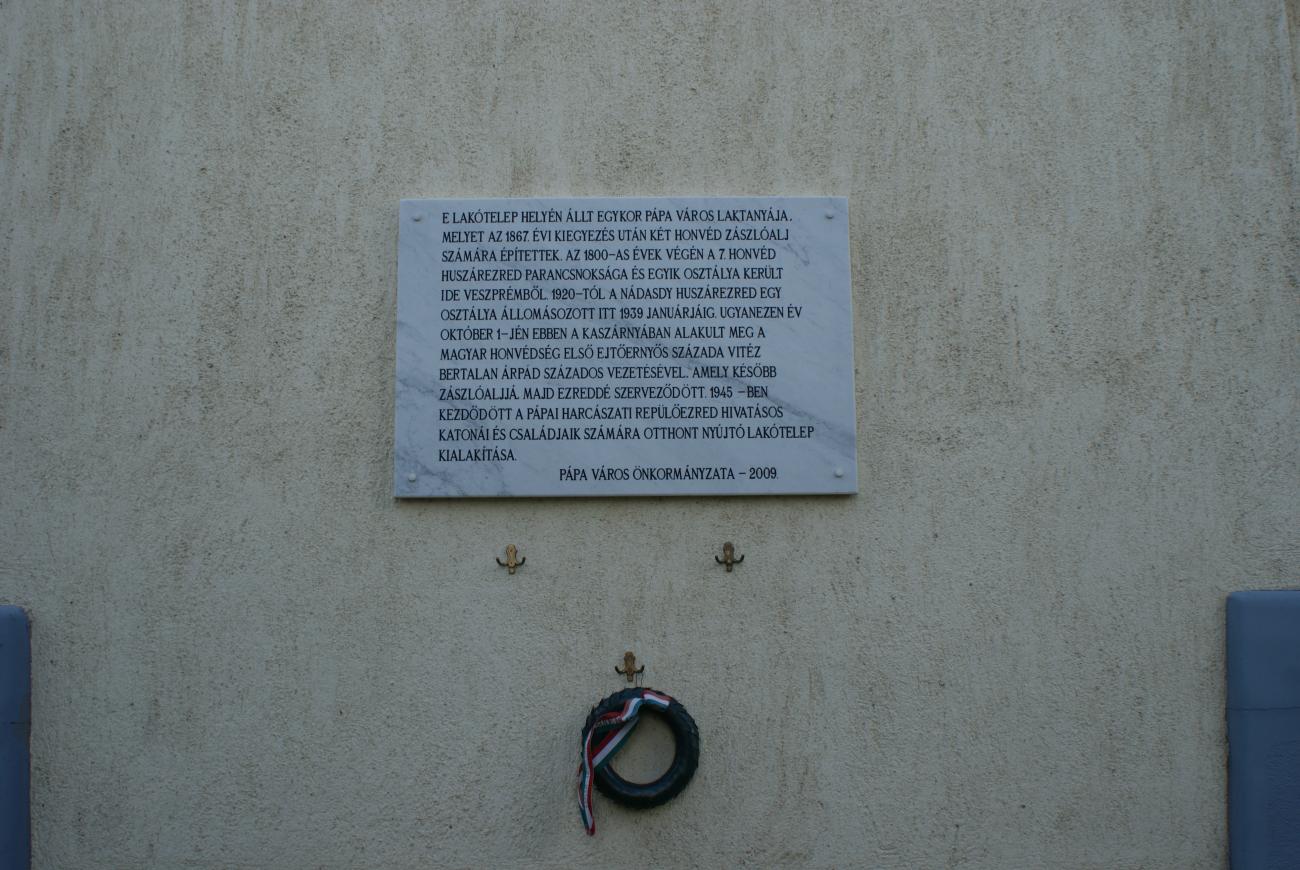 E LAKÓTELEP HELYÉN ÁLLT EGYKOR PÁPA VÁROS LAKTANYÁJA,
MELYET AZ 1867. ÉVI KIEGYEZÉS UTÁN KÉT HONVÉD ZÁSZLÓALJ
SZÁMÁRA ÉPÍTETTEK. AZ 1800-AS ÉVEK VÉGÉN A 7. HONVÉD
HUSZÁREZRED PARANCSNOKSÁGA ÉS EGYIK OSZTÁLYA KERÜLT
IDE VESZPRÉMBŐL. 1920-TÓL A NÁDASDY HUSZÁREZRED EGY
OSZTÁLYA ÁLLOMÁSOZOTT ITT 1939 JANUÁRJÁIG. UGYANEZEN ÉV
OKTÓBER 1-JÉN EBBEN A KASZÁRNYÁBAN ALAKULT MEG A
MAGYAR HONVÉDSÉG ELSŐ EJTŐERNYŐS SZÁZADA VITÉZ
BERTALAN ÁRPÁD SZÁZADOS VEZETÉSÉVEL, AMELY KÉSŐBB
ZÁSZLÓALJJÁ, MAJD EZREDDÉ SZERVEZŐDÖTT. 1945 -BEN
KEZDŐDÖTT A PÁPAI HARCÁSZATI REPÜLŐEZRED HIVATÁSOS
KATONÁI ÉS CSALÁDJAIK SZÁMÁRA OTTHONT NYÚJTÓ LAKÓTELEP
KIALAKÍTÁSA.
PÁPA VÁROS ÖNKORMÁNYZATA - 2009.